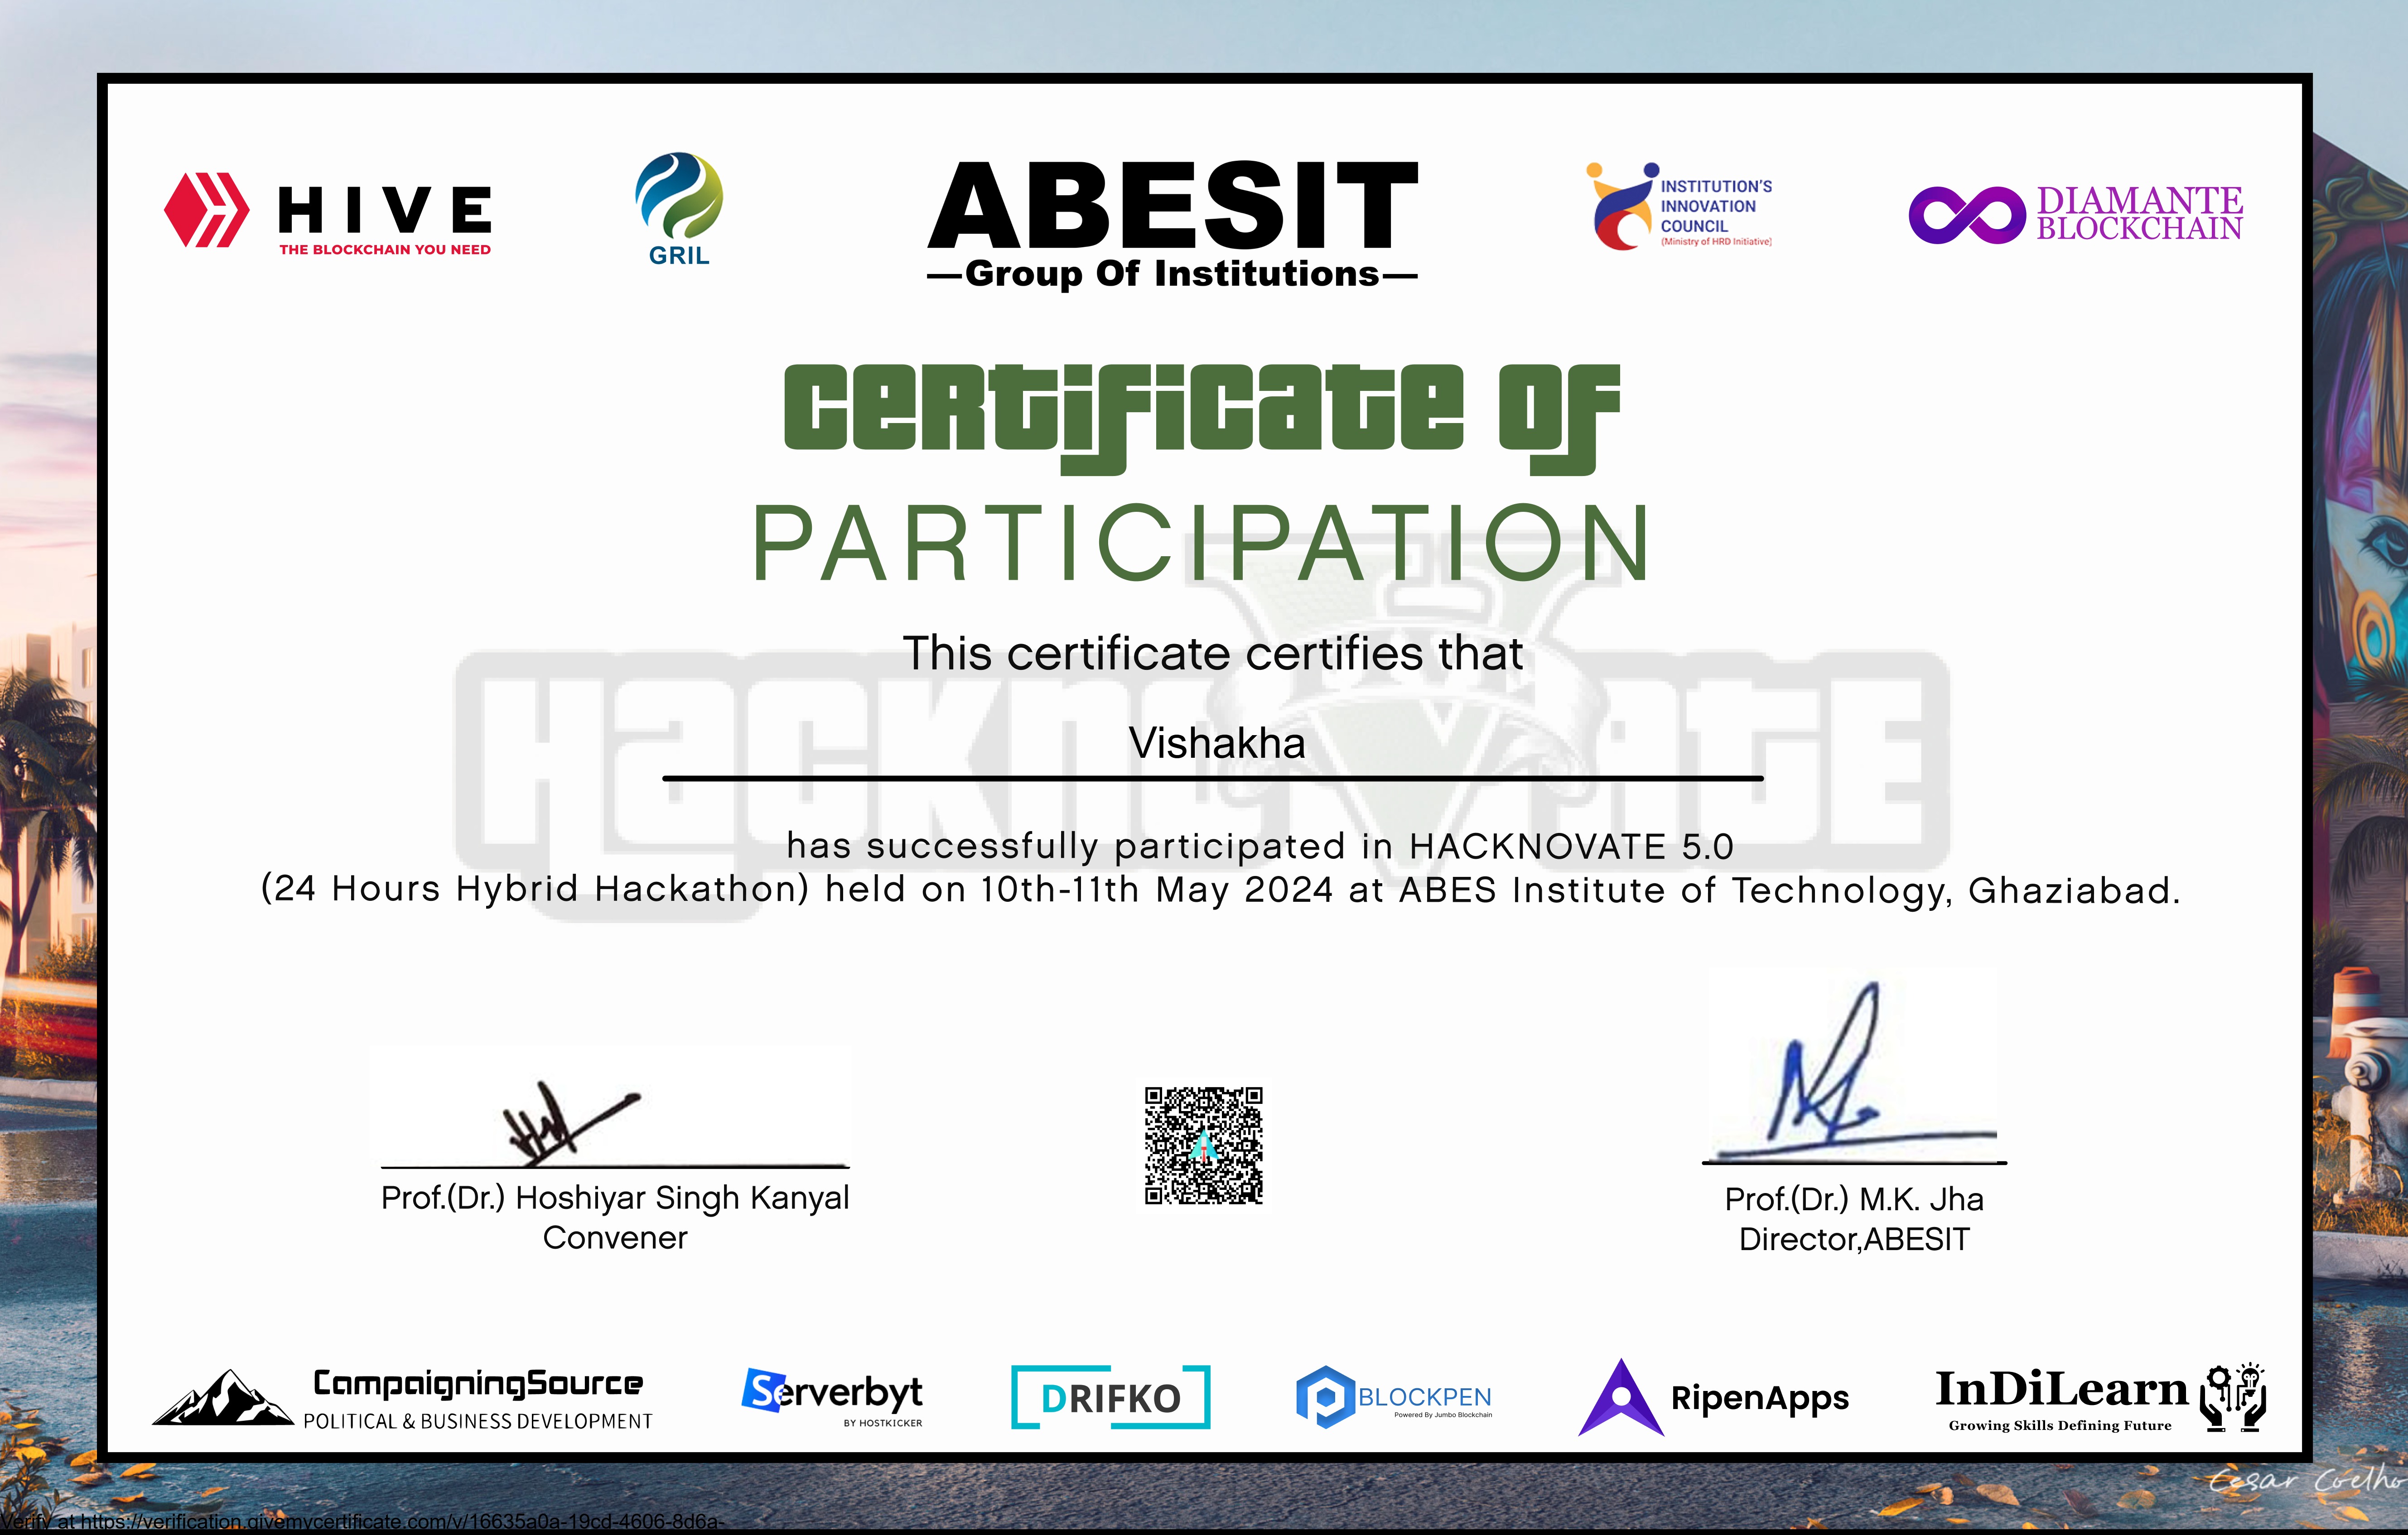 HIVE
THE BLOCKCHAIN YOU NEED
GRIL
ABESIT
—Group Of Institutions—
INSTITUTION'S
INNOVATION
COUNCIL
(Ministry of HRD Initiative)
DIAMANTE
BLOCKCHAIN
CeRtificate of
PARTICIPATION
This certificate certifies that
HackNOVate
Vishakha
has successfully participated in HACKNOVATE 5.0
(24 Hours Hybrid Hackathon) held on 10th-11th May 2024 at ABES Institute of Technology, Ghaziabad.
Prof.(Dr.) Hoshiyar Singh Kanyal
Convener
Prof.(Dr.) M.K. Jha
Director,ABESIT
CampaigningSource
POLITICAL & BUSINESS DEVELOPMENT
Serverbyt
BY HOSTKICKER
DRIFKO
BLOCKPEN
Powered By Jumbo Blockchain
RipenApps
InDiLearn
Growing Skills Defining Future
Cesar Coelho
Verify at https://verification.givemycertificate.com/v/16635a0a-19cd-4606-8d6a-